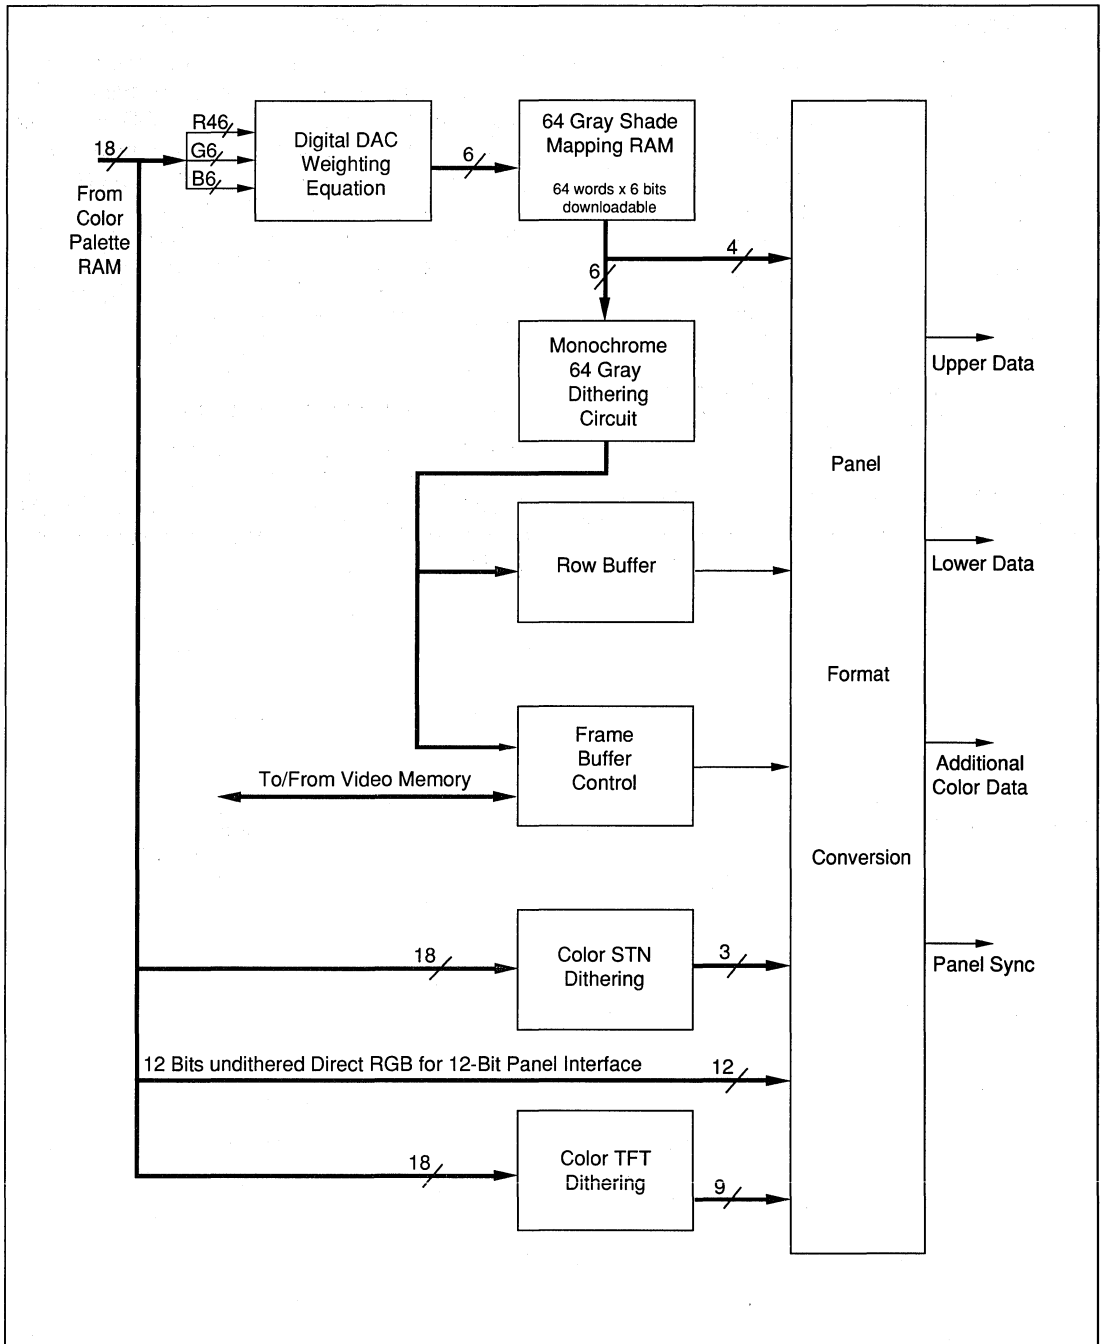 18
From
Color
Palette
RAM
R46
G6
B6
Digital DAC
Weighting
Equation
6
64 Gray Shade
Mapping RAM
64 words x 6 bits
downloadable
4
6
Monochrome
64 Gray
Dithering
Circuit
Row Buffer
Frame
Buffer
Control
To/From Video Memory
Color STN
Dithering
18
3
12 Bits undithered Direct RGB for 12-Bit Panel Interface
12
Color TFT
Dithering
18
9
Panel
Format
Conversion
Upper Data
Lower Data
Additional
Color Data
Panel Sync